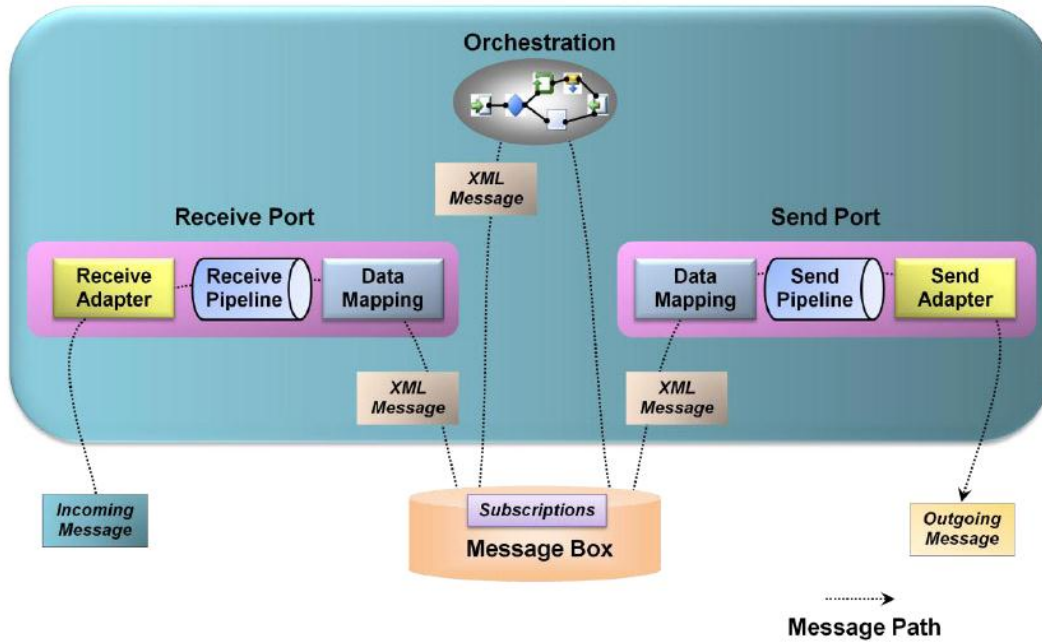 Orchestration
XML
Message
Receive Port
Send Port
Receive
Adapter
Receive
Pipeline
Data
Mapping
Data
Mapping
Send
Pipeline
Send
Adapter
XML
Message
XML
Message
Incoming
Message
Subscriptions
Message Box
Outgoing
Message
Message Path